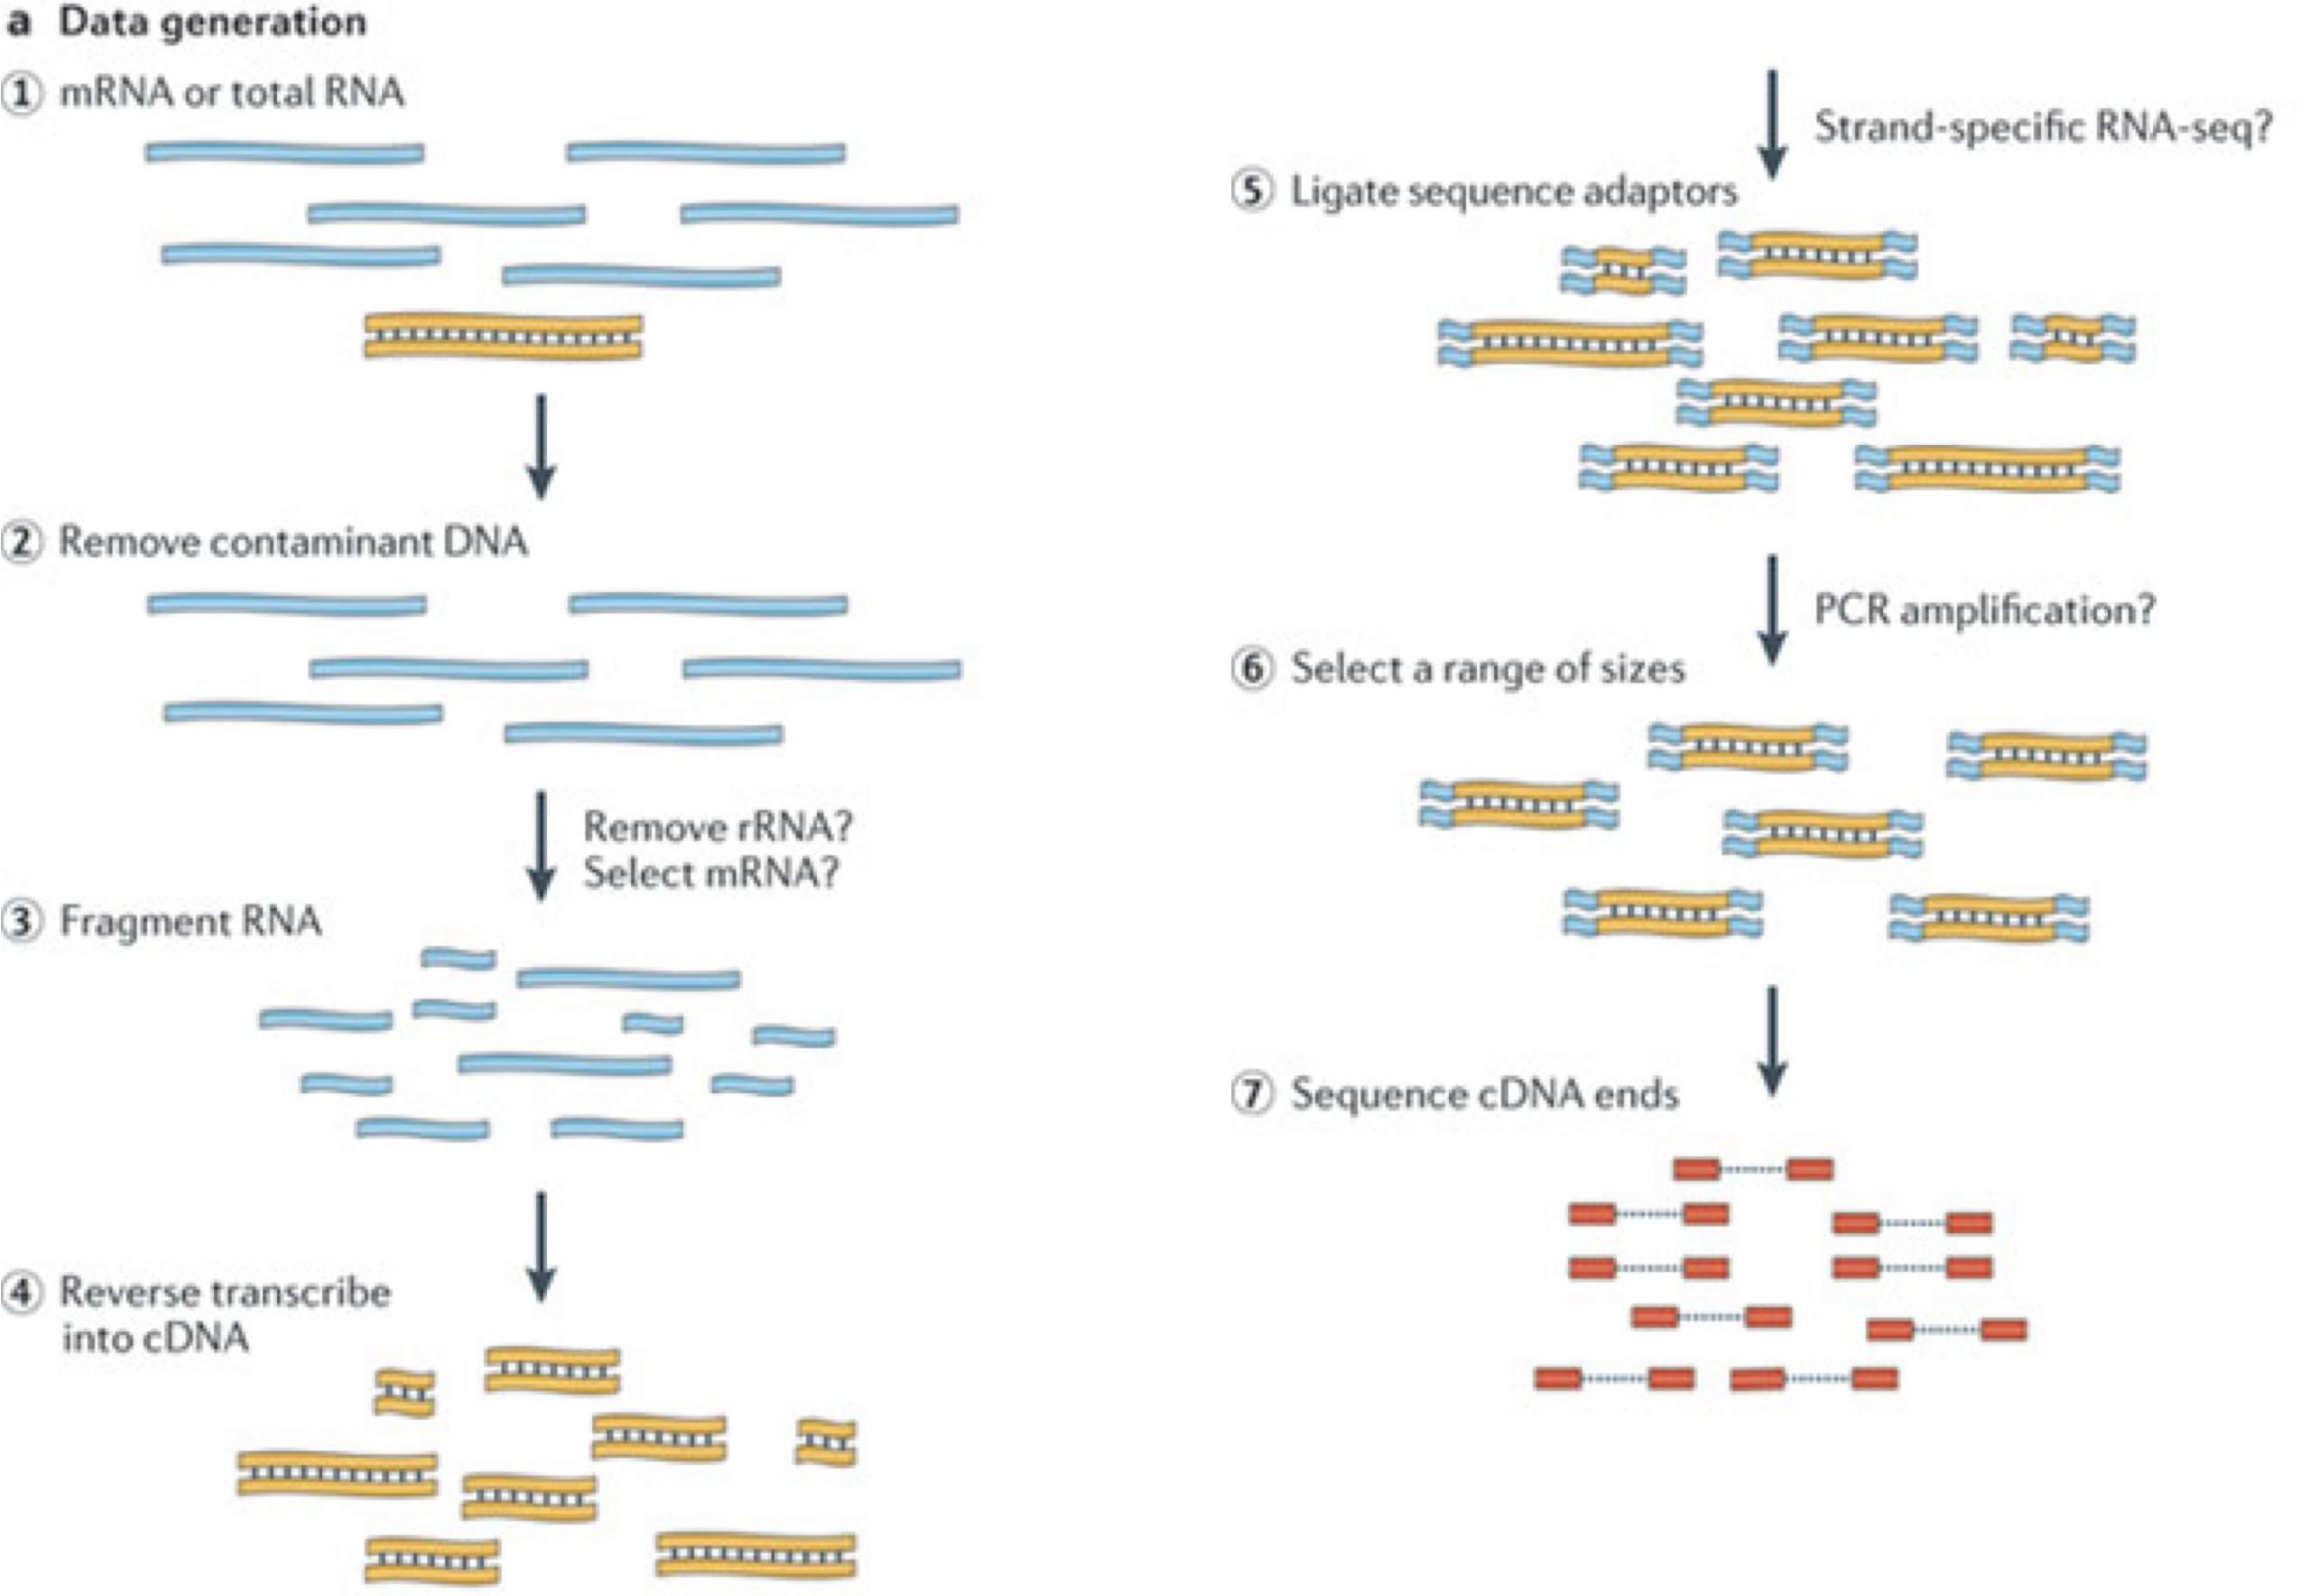 a Data generation
① mRNA or total RNA
② Remove contaminant DNA
Remove rRNA?
Select mRNA?
③ Fragment RNA
④ Reverse transcribe
into cDNA
Strand-specific RNA-seq?
⑤ Ligate sequence adaptors
PCR amplification?
⑥ Select a range of sizes
⑦ Sequence cDNA ends